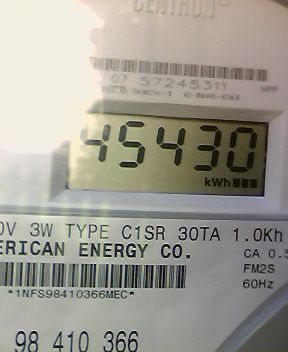 CENTRON
07 57245311 HPP
45430
kWh
0V 3W TYPE C1SR 30TA 1.0Kh
ERICAN ENERGY CO. CA 0.5
FM2S
*1NFS98410366MEC* 60Hz
98 410 366